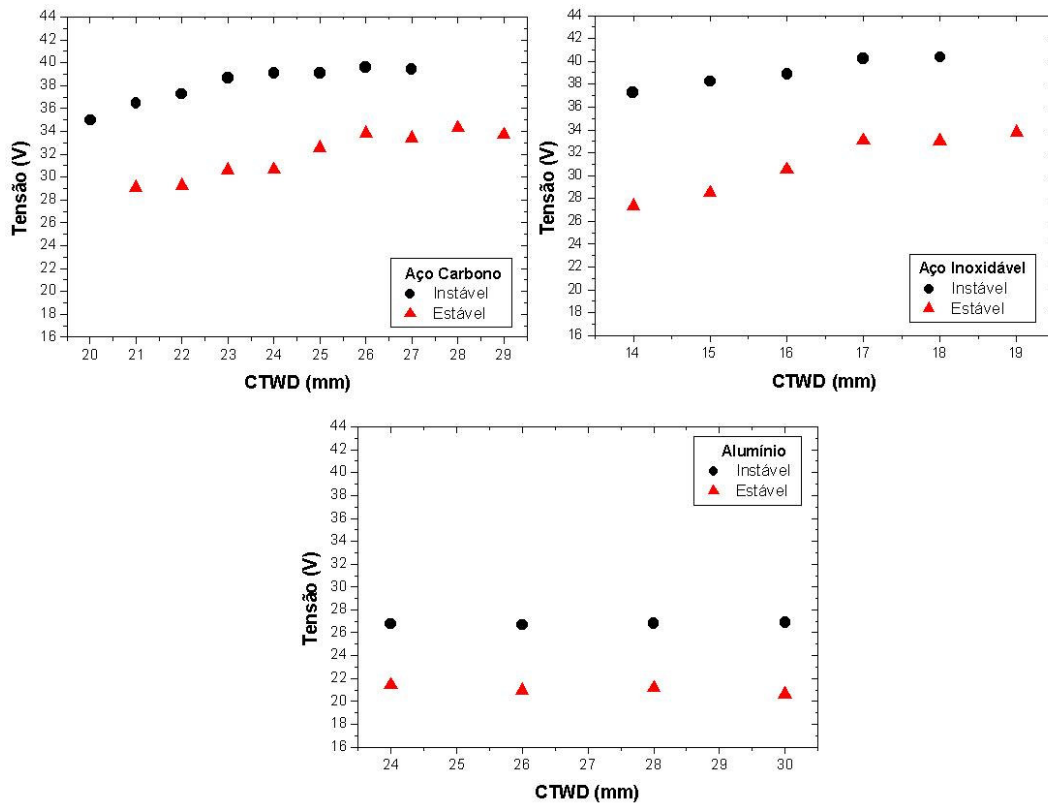 44
42
40
38
36
34
32
30
28
26
24
22
20
18
16
Tensão (V)
20 21 22 23 24 25 26 27 28 29
CTWD (mm)
Aço Carbono
Instável
Estável
44
42
40
38
36
34
32
30
28
26
24
22
20
18
16
Tensão (V)
14 15 16 17 18 19
CTWD (mm)
Aço Inoxidável
Instável
Estável
44
42
40
38
36
34
32
30
28
26
24
22
20
18
16
Tensão (V)
24 25 26 27 28 29 30
CTWD (mm)
Alumínio
Instável
Estável